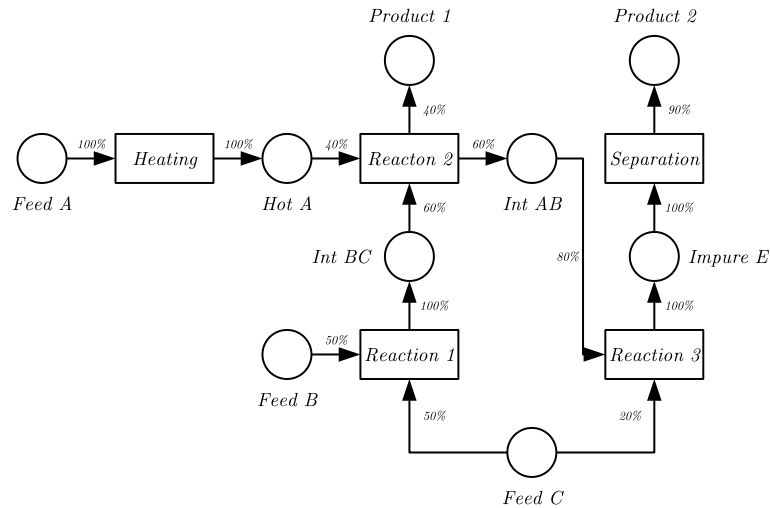 Product 1
Product 2
40%
90%
100%
100%
40%
60%
Heating
Reacton 2
Separation
Feed A
Hot A
Int AB
60%
100%
Int BC
80%
Impure E
100%
100%
50%
Reaction 1
Reaction 3
Feed B
50%
20%
Feed C